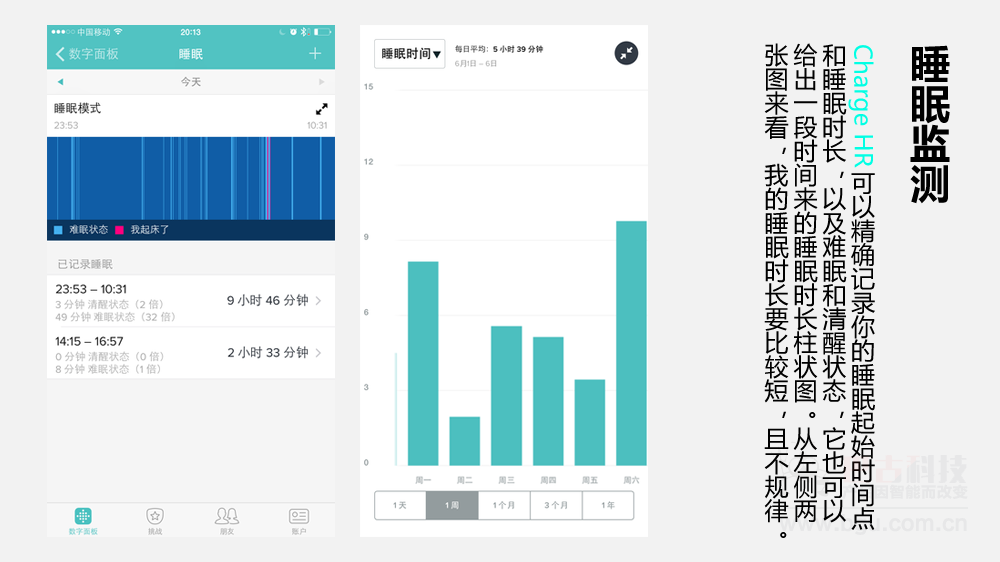 中国移动
20:13
数字面板
睡眠
今天
睡眠模式
23:53
10:31
难眠状态
我起床了
已记录睡眠
23:53 – 10:31
3 分钟 清醒状态（2 倍）
49 分钟 难眠状态（32 倍）
9 小时 46 分钟
14:15 – 16:57
0 分钟 清醒状态（0 倍）
8 分钟 难眠状态（1 倍）
2 小时 33 分钟
数字面板
挑战
朋友
账户
睡眠时间▼
每日平均：5 小时 39 分钟
6月1日 – 6日
15
12
9
6
3
0
周一
周二
周三
周四
周五
周六
1 天
1 周
1 个月
3 个月
1 年
睡眠监测
Charge HR 可以精确记录你的睡眠起始时间点
和睡眠时长，以及难眠和清醒状态，它也可以
给出一段时间来的睡眠时长柱状图。从左侧两
张图来看，我的睡眠时长要比较短，且不规律。